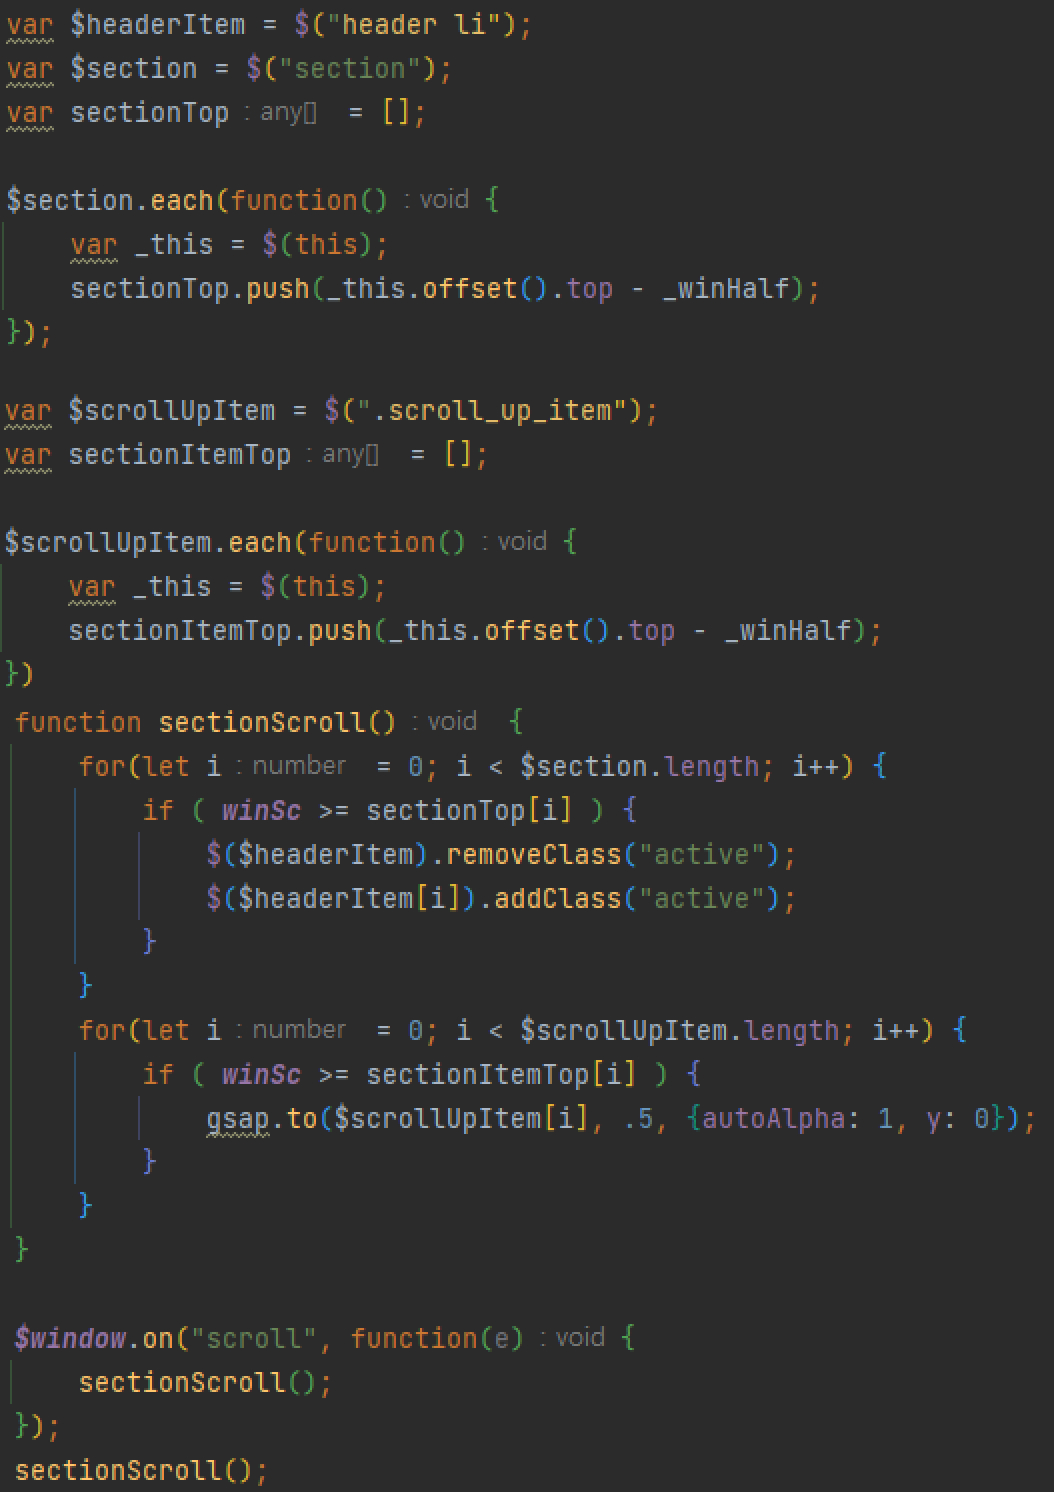 var $headerItem = $("header li");
var $section = $("section");
var sectionTop : any[] = [];
$section.each(function() : void {
var _this = $(this);
sectionTop.push(_this.offset().top - _winHalf);
});
var $scrollUpItem = $(".scroll_up_item");
var sectionItemTop : any[] = [];
$scrollUpItem.each(function() : void {
var _this = $(this);
sectionItemTop.push(_this.offset().top - _winHalf);
})
function sectionScroll() : void {
for(let i : number = 0; i < $section.length; i++) {
if ( winSc >= sectionTop[i] ) {
$($headerItem).removeClass("active");
$($headerItem[i]).addClass("active");
}
}
for(let i : number = 0; i < $scrollUpItem.length; i++) {
if ( winSc >= sectionItemTop[i] ) {
gsap.to($scrollUpItem[i], .5, {autoAlpha: 1, y: 0});
}
}
}
$window.on("scroll", function(e) : void {
sectionScroll();
});
sectionScroll();